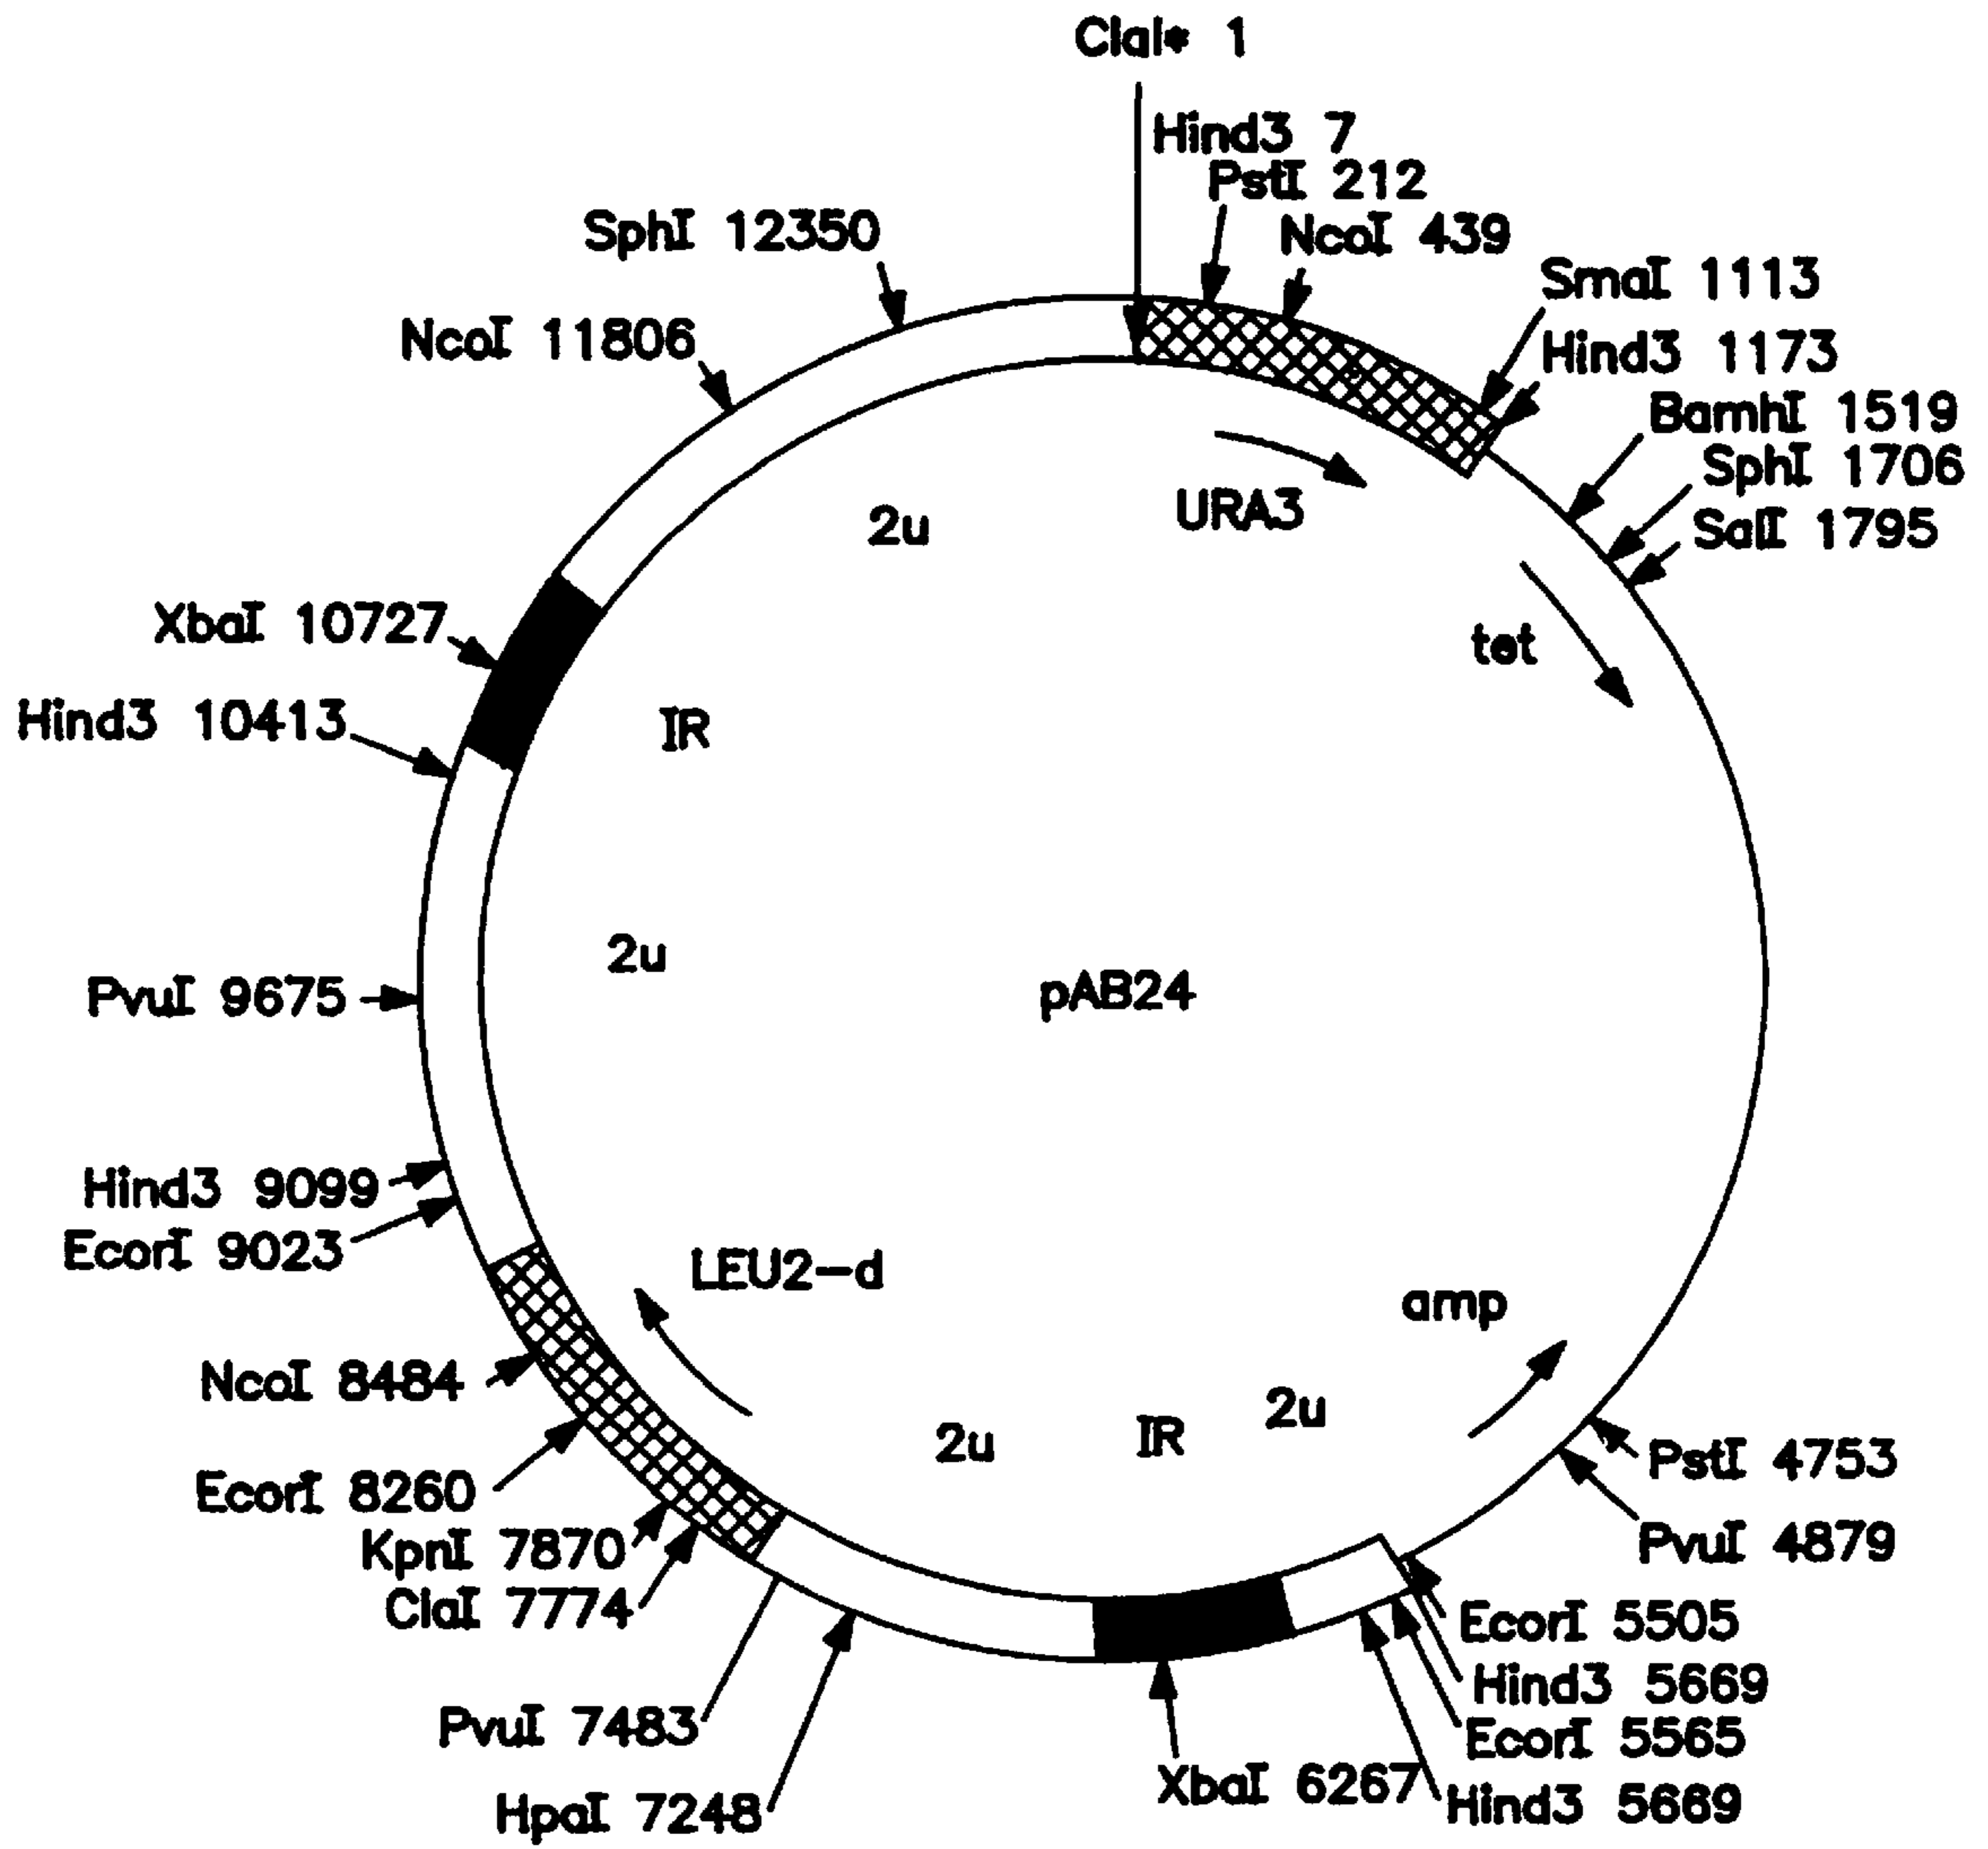 ClaI* 1
Hind3 7
PstI 212
NcoI 439
SphI 12350
SmaI 1113
NcoI 11806
Hind3 1173
BamhI 1519
SphI 1706
SalI 1795
URA3
2u
XbaI 10727
tet
Hind3 10413
IR
2u
pAB24
PvuI 9675
Hind3 9099
EcorI 9023
LEU2-d
amp
NcoI 8484
2u
IR
2u
PstI 4753
EcorI 8260
KpnI 7870
PvuI 4879
ClaI 7774
EcorI 5505
Hind3 5669
PvuI 7483
EcorI 5565
XbaI 6267
Hind3 5669
HpaI 7248